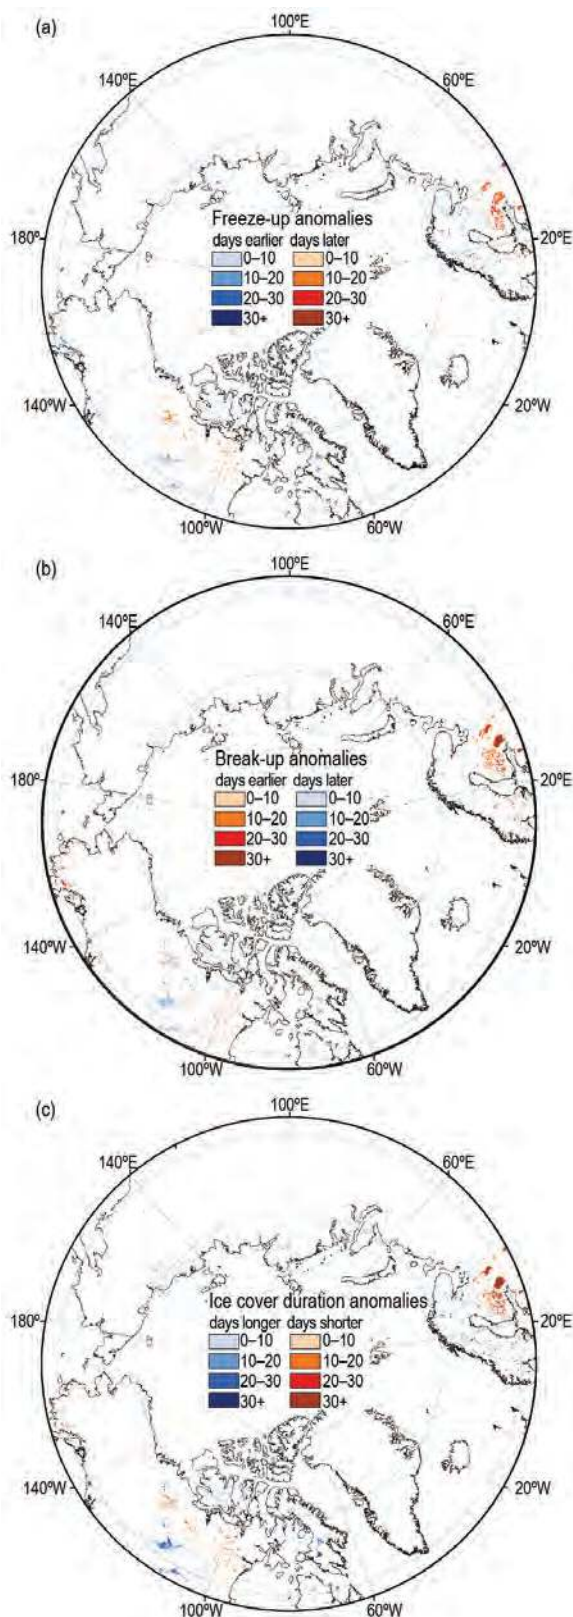 (a)
100ºE
140ºE
60ºE
180º
20ºE
Freeze-up anomalies
days earlier days later
0–10 0–10
10–20 10–20
20–30 20–30
30+ 30+
140ºW
20ºW
100ºW
60ºW
(b)
100ºE
140ºE
60ºE
180º
20ºE
Break-up anomalies
days earlier days later
0–10 0–10
10–20 10–20
20–30 20–30
30+ 30+
140ºW
20ºW
100ºW
60ºW
(c)
100ºE
140ºE
60ºE
180º
20ºE
Ice cover duration anomalies
days longer days shorter
0–10 0–10
10–20 10–20
20–30 20–30
30+ 30+
140ºW
20ºW
100ºW
60ºW